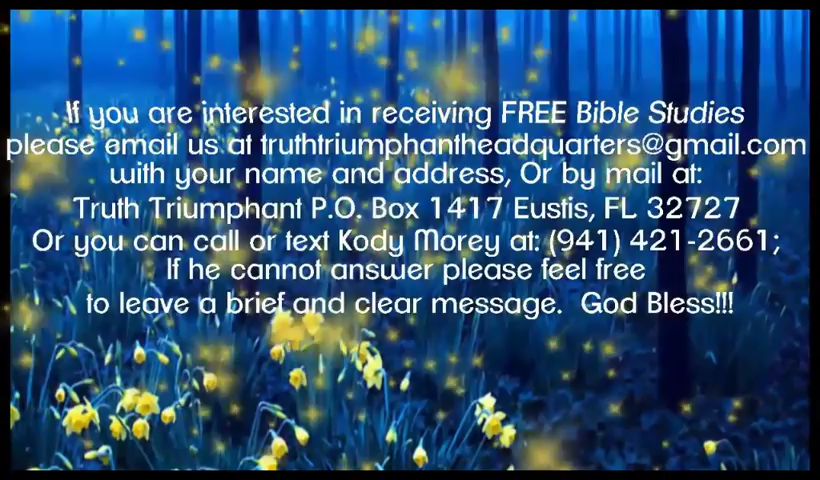 If you are interested in receiving FREE Bible Studies
please email us at truthtriumphantheadquarters@gmail.com
with your name and address, Or by mail at:
Truth Triumphant P.O. Box 1417 Eustis, FL 32727
Or you can call or text Kody Morey at: (941) 421-2661;
If he cannot answer please feel free
to leave a brief and clear message.  God Bless!!!